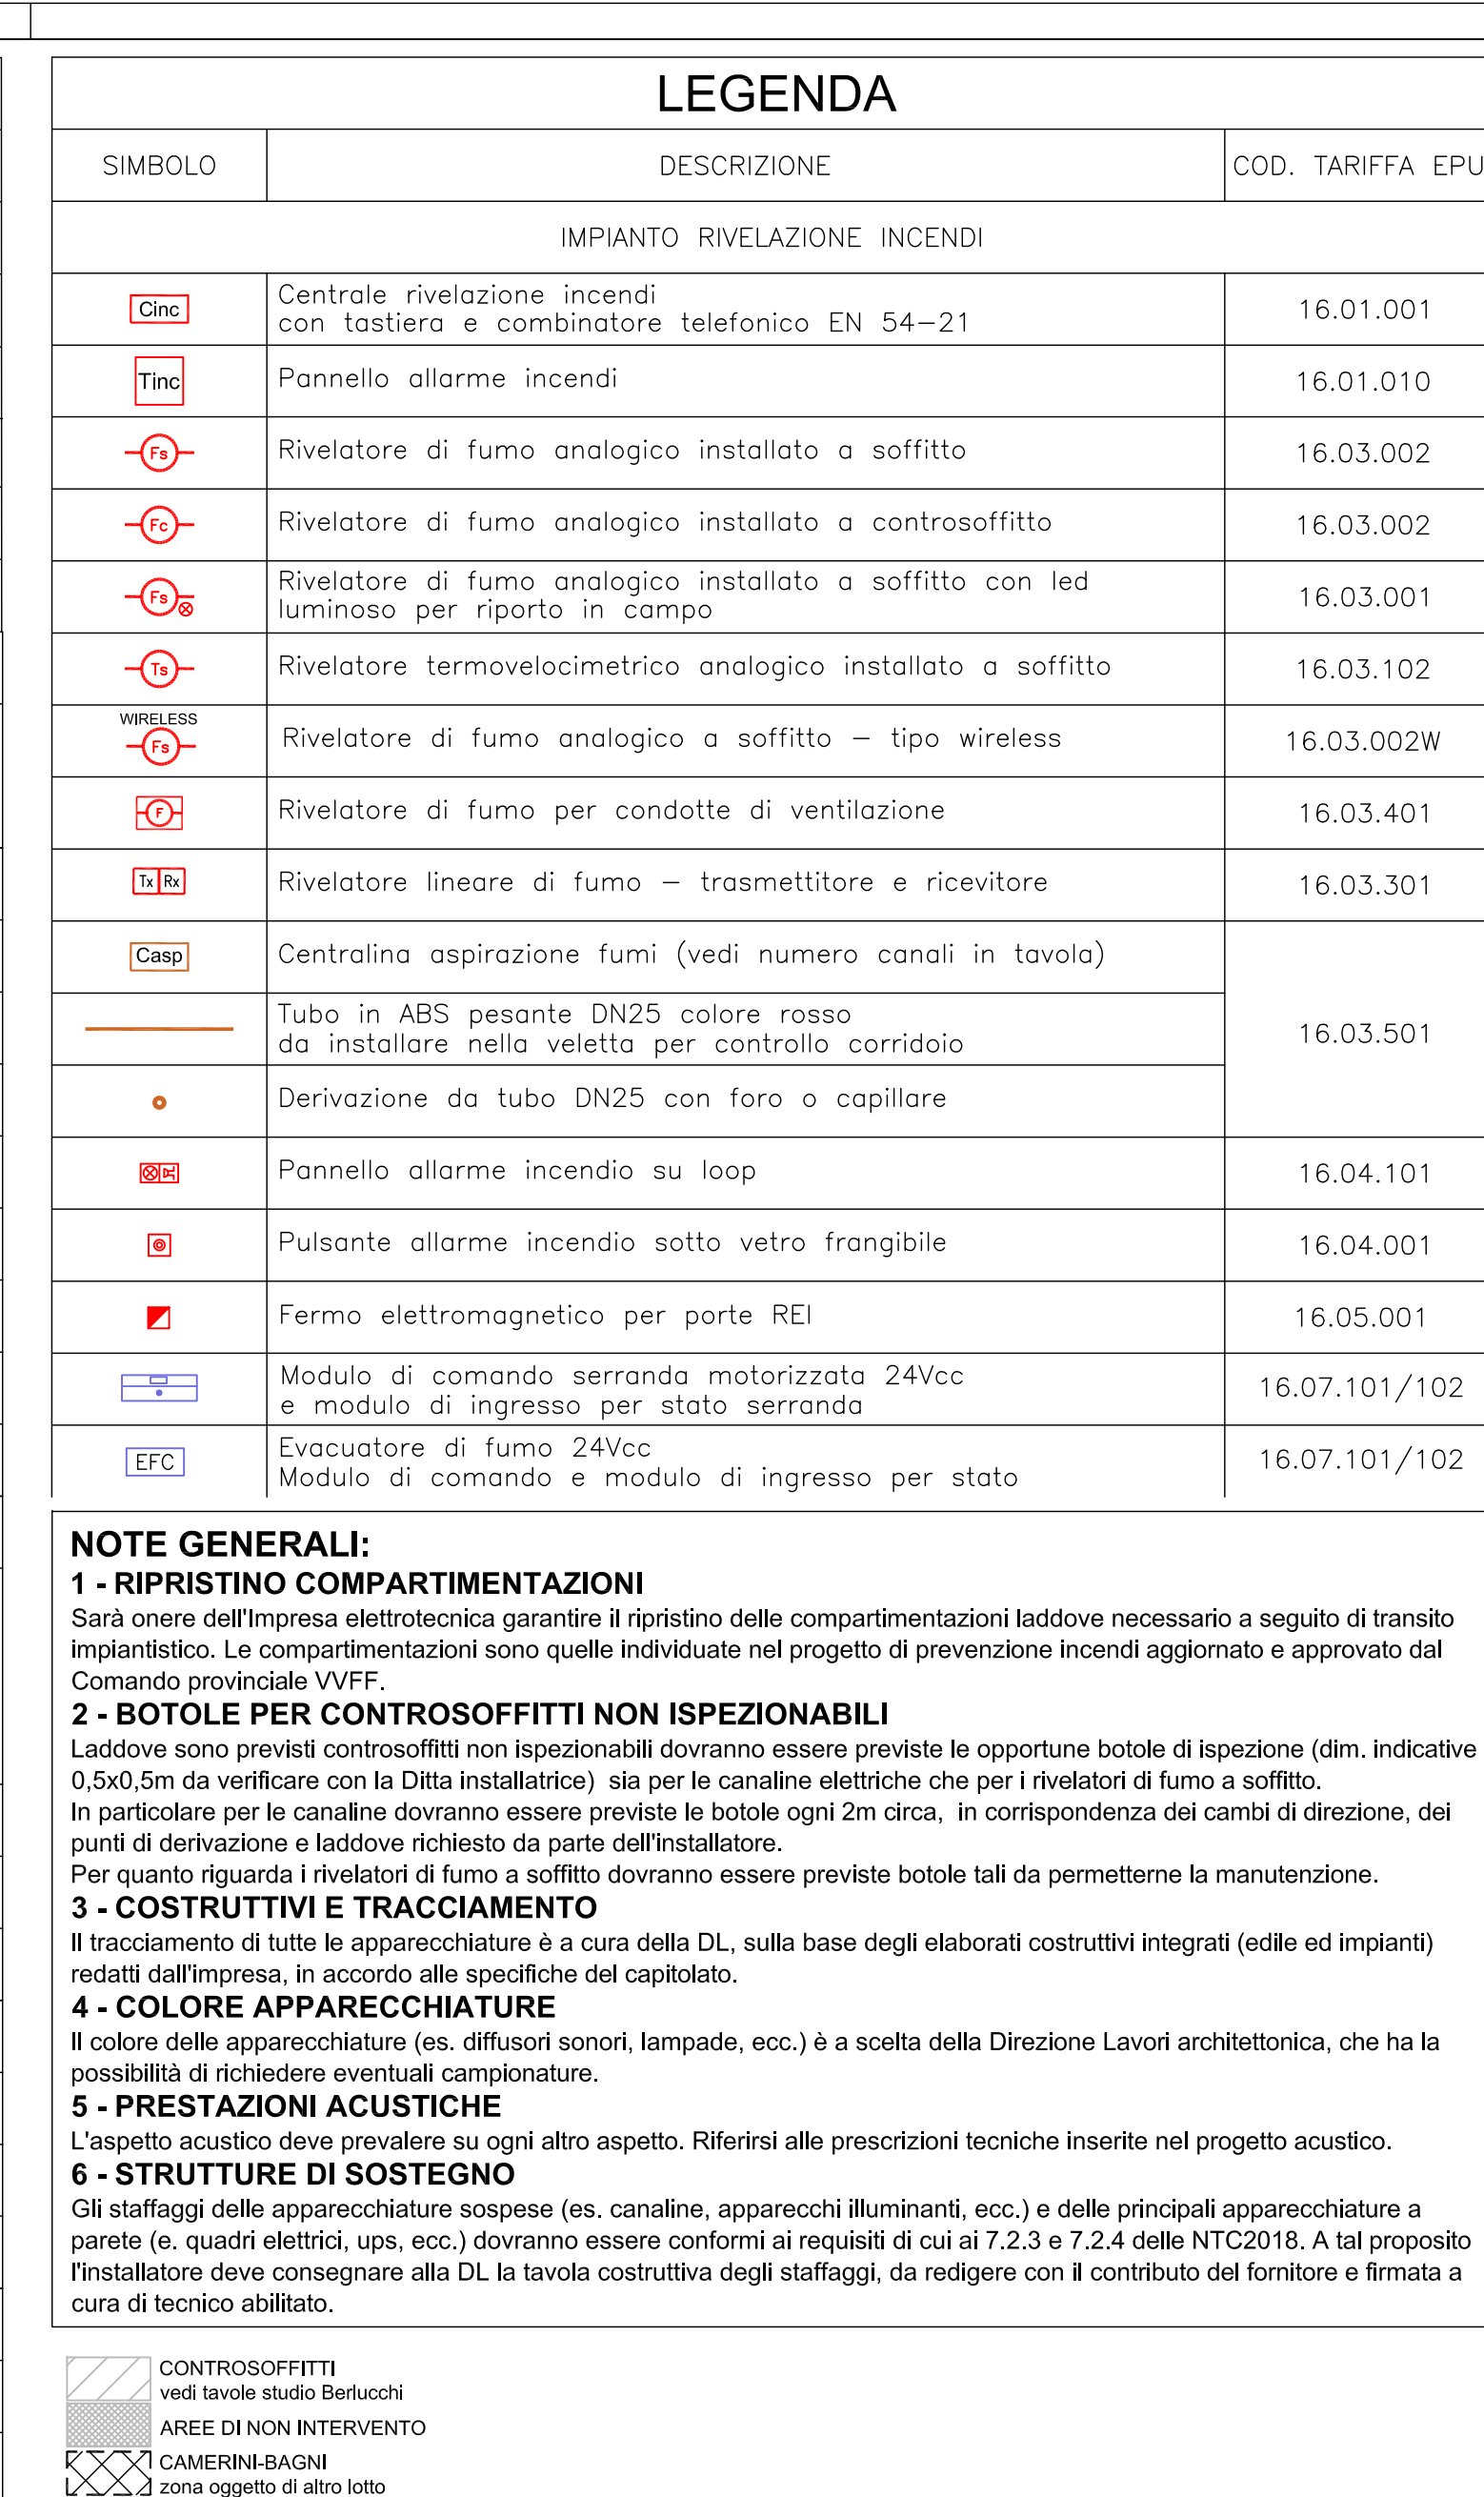 LEGENDA
SIMBOLO DESCRIZIONE COD. TARIFFA EPU
IMPIANTO RIVELAZIONE INCENDI
Cinc Centrale rivelazione incendi
con tastiera e combinatore telefonico EN 54-21 16.01.001
Tinc Pannello allarme incendi 16.01.010
Fs Rivelatore di fumo analogico installato a soffitto 16.03.002
Fc Rivelatore di fumo analogico installato a controsoffitto 16.03.002
Fs Rivelatore di fumo analogico installato a soffitto con led
luminoso per riporto in campo 16.03.001
Ts Rivelatore termovelocimetrico analogico installato a soffitto 16.03.102
WIRELESS
Fs Rivelatore di fumo analogico a soffitto - tipo wireless 16.03.002W
F Rivelatore di fumo per condotte di ventilazione 16.03.401
Tx Rx Rivelatore lineare di fumo - trasmettitore e ricevitore 16.03.301
Casp Centralina aspirazione fumi (vedi numero canali in tavola)
Tubo in ABS pesante DN25 colore rosso
da installare nella veletta per controllo corridoio 16.03.501
Derivazione da tubo DN25 con foro o capillare
Pannello allarme incendio su loop 16.04.101
Pulsante allarme incendio sotto vetro frangibile 16.04.001
Fermo elettromagnetico per porte REI 16.05.001
Modulo di comando serranda motorizzata 24Vcc
e modulo di ingresso per stato serranda 16.07.101/102
EFC Evacuatore di fumo 24Vcc
Modulo di comando e modulo di ingresso per stato 16.07.101/102
NOTE GENERALI:
1 - RIPRISTINO COMPARTIMENTAZIONI
Sarà onere dell'Impresa elettrotecnica garantire il ripristino delle compartimentazioni laddove necessario a seguito di transito
impiantistico. Le compartimentazioni sono quelle individuate nel progetto di prevenzione incendi aggiornato e approvato dal
Comando provinciale VVFF.
2 - BOTOLE PER CONTROSOFFITTI NON ISPEZIONABILI
Laddove sono previsti controsoffitti non ispezionabili dovranno essere previste le opportune botole di ispezione (dim. indicative
0,5x0,5m da verificare con la Ditta installatrice) sia per le canaline elettriche che per i rivelatori di fumo a soffitto.
In particolare per le canaline dovranno essere previste le botole ogni 2m circa, in corrispondenza dei cambi di direzione, dei
punti di derivazione e laddove richiesto da parte dell'installatore.
Per quanto riguarda i rivelatori di fumo a soffitto dovranno essere previste botole tali da permetterne la manutenzione.
3 - COSTRUTTIVI E TRACCIAMENTO
Il tracciamento di tutte le apparecchiature è a cura della DL, sulla base degli elaborati costruttivi integrati (edile ed impianti)
redatti dall'impresa, in accordo alle specifiche del capitolato.
4 - COLORE APPARECCHIATURE
Il colore delle apparecchiature (es. diffusori sonori, lampade, ecc.) è a scelta della Direzione Lavori architettonica, che ha la
possibilità di richiedere eventuali campionature.
5 - PRESTAZIONI ACUSTICHE
L'aspetto acustico deve prevalere su ogni altro aspetto. Riferirsi alle prescrizioni tecniche inserite nel progetto acustico.
6 - STRUTTURE DI SOSTEGNO
Gli staffaggi delle apparecchiature sospese (es. canaline, apparecchi illuminanti, ecc.) e delle principali apparecchiature a
parete (e. quadri elettrici, ups, ecc.) dovranno essere conformi ai requisiti di cui ai 7.2.3 e 7.2.4 delle NTC2018. A tal proposito
l'installatore deve consegnare alla DL la tavola costruttiva degli staffaggi, da redigere con il contributo del fornitore e firmata a
cura di tecnico abilitato.
CONTROSOFFITTI
vedi tavole studio Berlucchi
AREE DI NON INTERVENTO
CAMERINI-BAGNI
zona oggetto di altro lotto